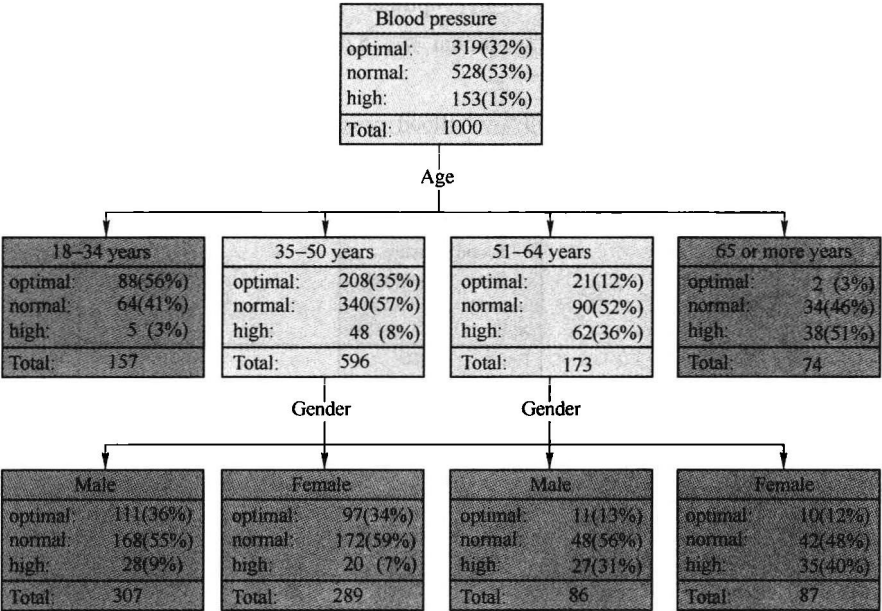 Blood pressure
optimal: 319(32%)
normal: 528(53%)
high: 153(15%)
Total: 1000
Age
18–34 years
optimal: 88(56%)
normal: 64(41%)
high: 5 (3%)
Total: 157
35–50 years
optimal: 208(35%)
normal: 340(57%)
high: 48 (8%)
Total: 596
51–64 years
optimal: 21(12%)
normal: 90(52%)
high: 62(36%)
Total: 173
65 or more years
optimal: 2 (3%)
normal: 34(46%)
high: 38(51%)
Total: 74
Gender
Gender
Male
optimal: 111(36%)
normal: 168(55%)
high: 28(9%)
Total: 307
Female
optimal: 97(34%)
normal: 172(59%)
high: 20 (7%)
Total: 289
Male
optimal: 11(13%)
normal: 48(56%)
high: 27(31%)
Total: 86
Female
optimal: 10(12%)
normal: 42(48%)
high: 35(40%)
Total: 87